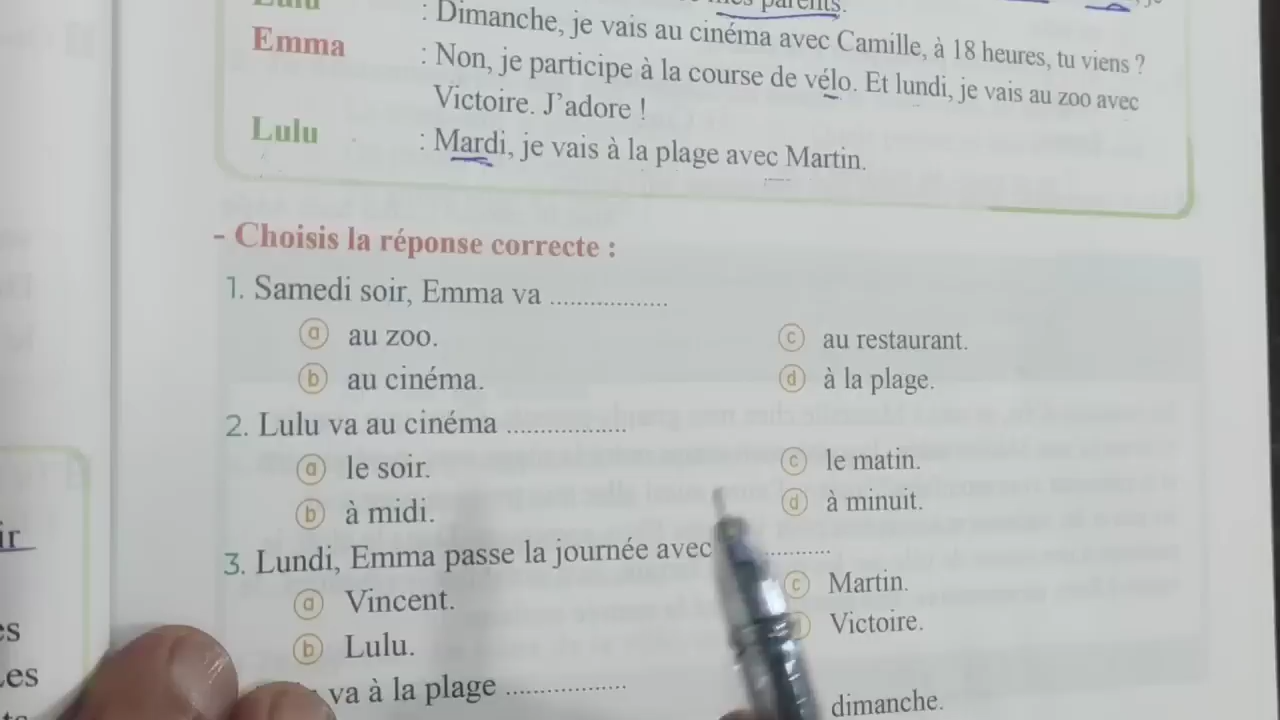 Lulu : Dimanche, je vais au cinéma avec Camille, à 18 heures, tu viens ?
parents.
Emma : Non, je participe à la course de vélo. Et lundi, je vais au zoo avec
Victoire. J'adore !
Lulu : Mardi, je vais à la plage avec Martin.
- Choisis la réponse correcte :
1. Samedi soir, Emma va ..................
a au zoo.
b au cinéma.
c au restaurant.
d à la plage.
2. Lulu va au cinéma ..................
a le soir.
b à midi.
c le matin.
d à minuit.
3. Lundi, Emma passe la journée avec ............
a Vincent.
b Lulu.
c Martin.
Victoire.
va à la plage ..................
dimanche.